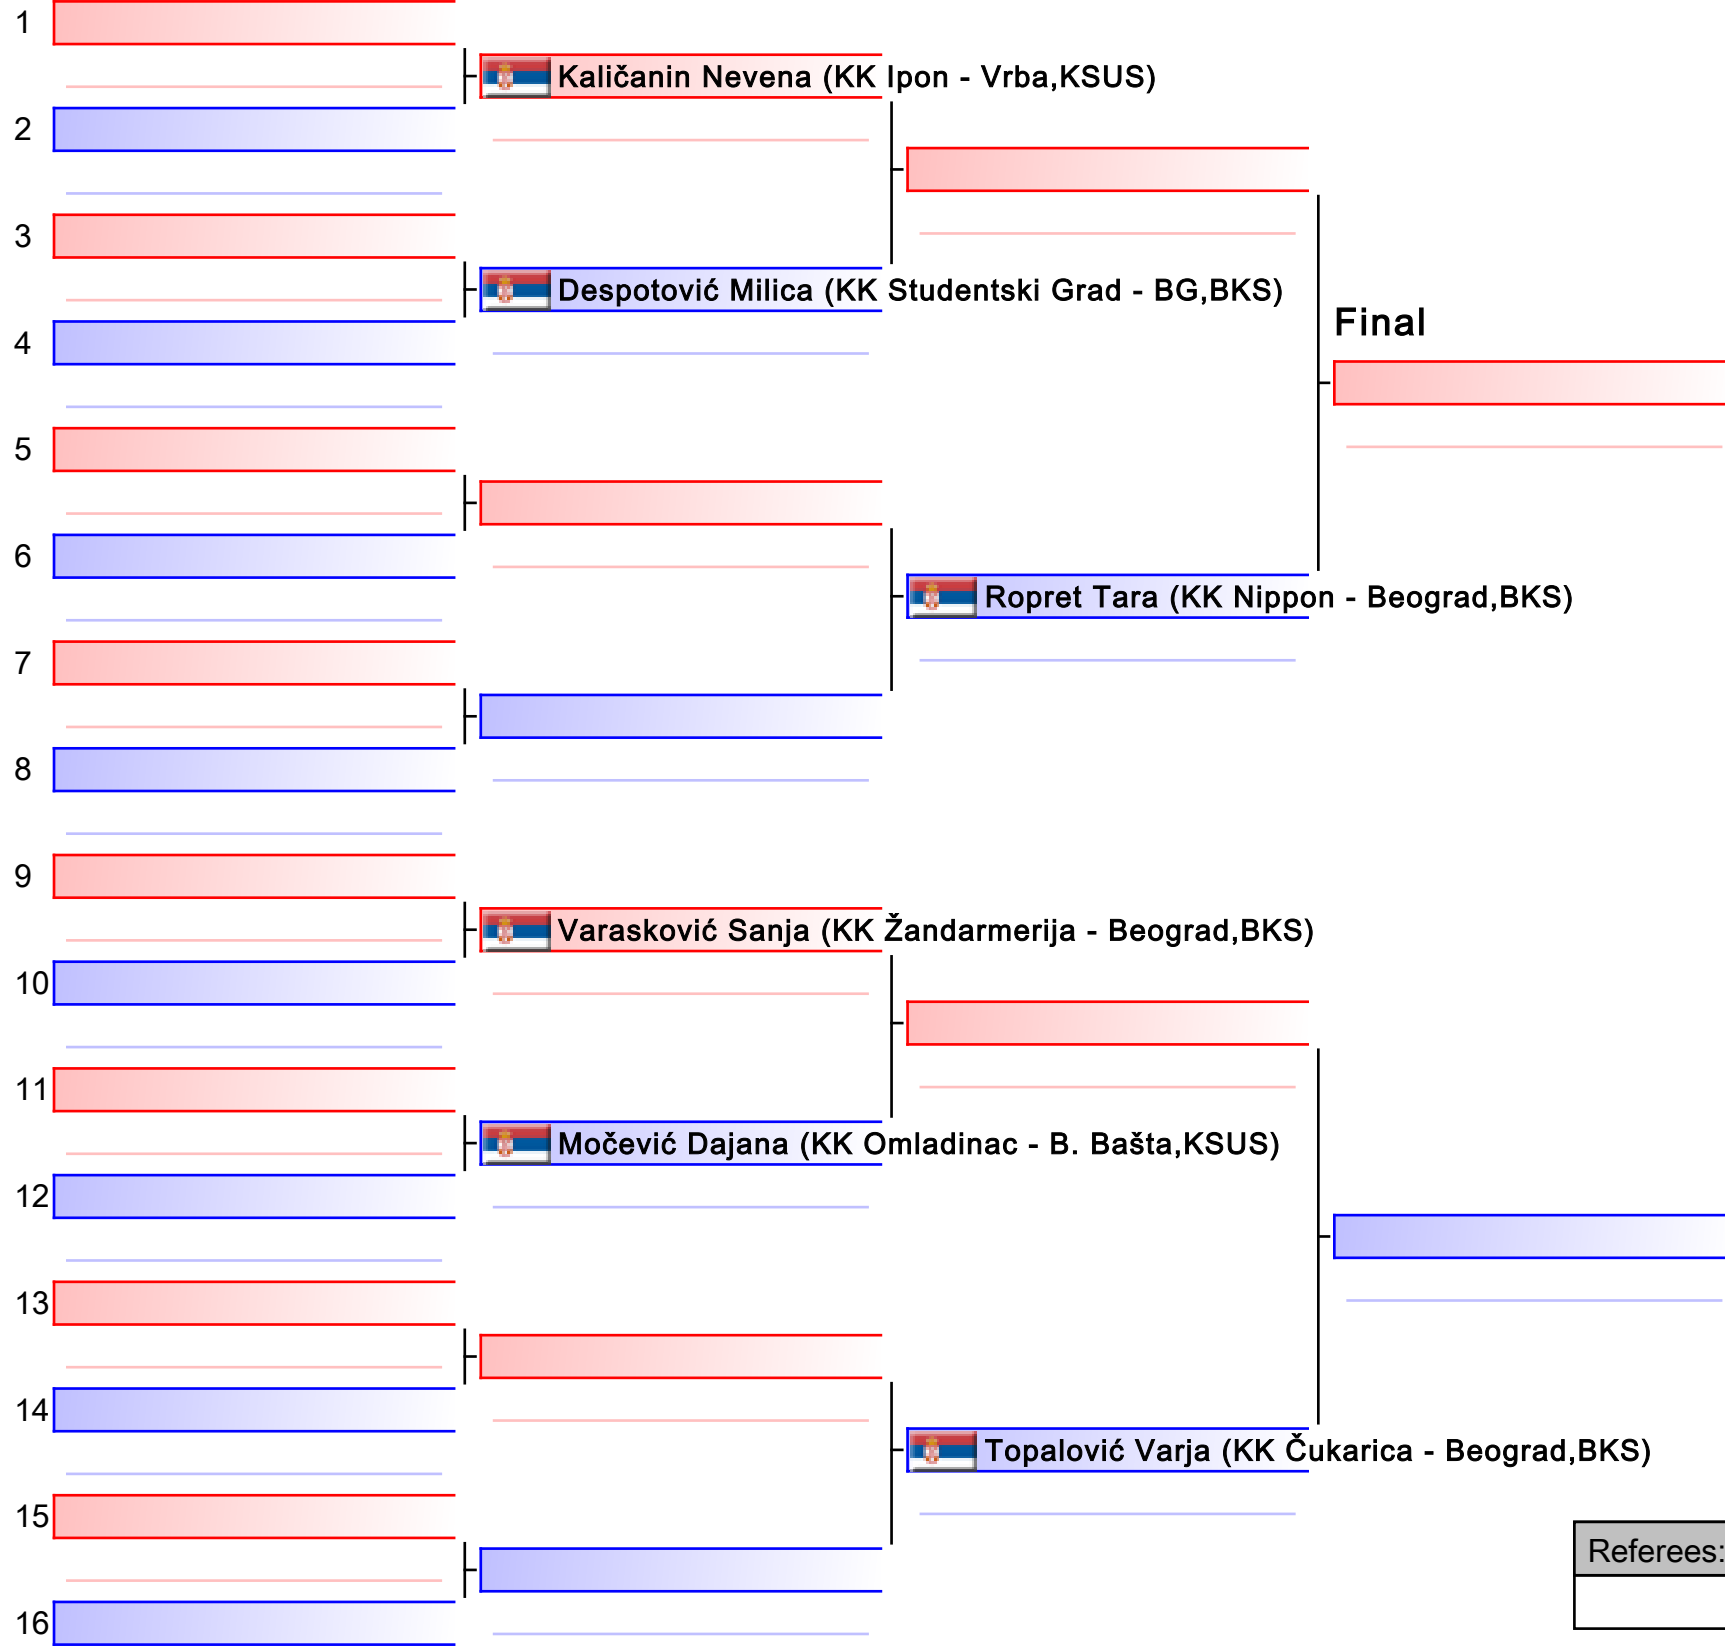 1
Kaličanin Nevena (KK Ipon - Vrba,KSUS)
2
3
Despotović Milica (KK Studentski Grad - BG,BKS)
Final
4
5
6
Ropret Tara (KK Nippon - Beograd,BKS)
7
8
9
Varasković Sanja (KK Žandarmerija - Beograd,BKS)
10
11
Močević Dajana (KK Omladinac - B. Bašta,KSUS)
12
13
14
Topalović Varja (KK Čukarica - Beograd,BKS)
15
Referees:
16